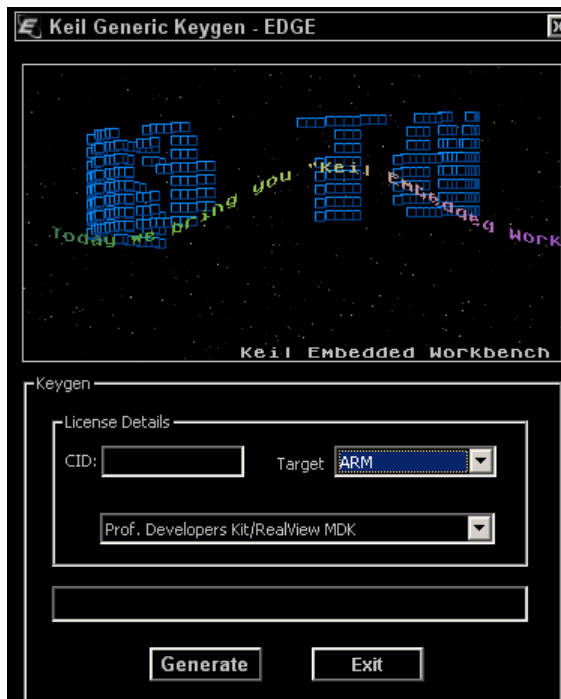 Keil Generic Keygen - EDGE
Today we bring you "Keil Embedded Work
Keil Embedded Workbench
Keygen
License Details
CID:
Target
ARM
Prof. Developers Kit/RealView MDK
Generate
Exit